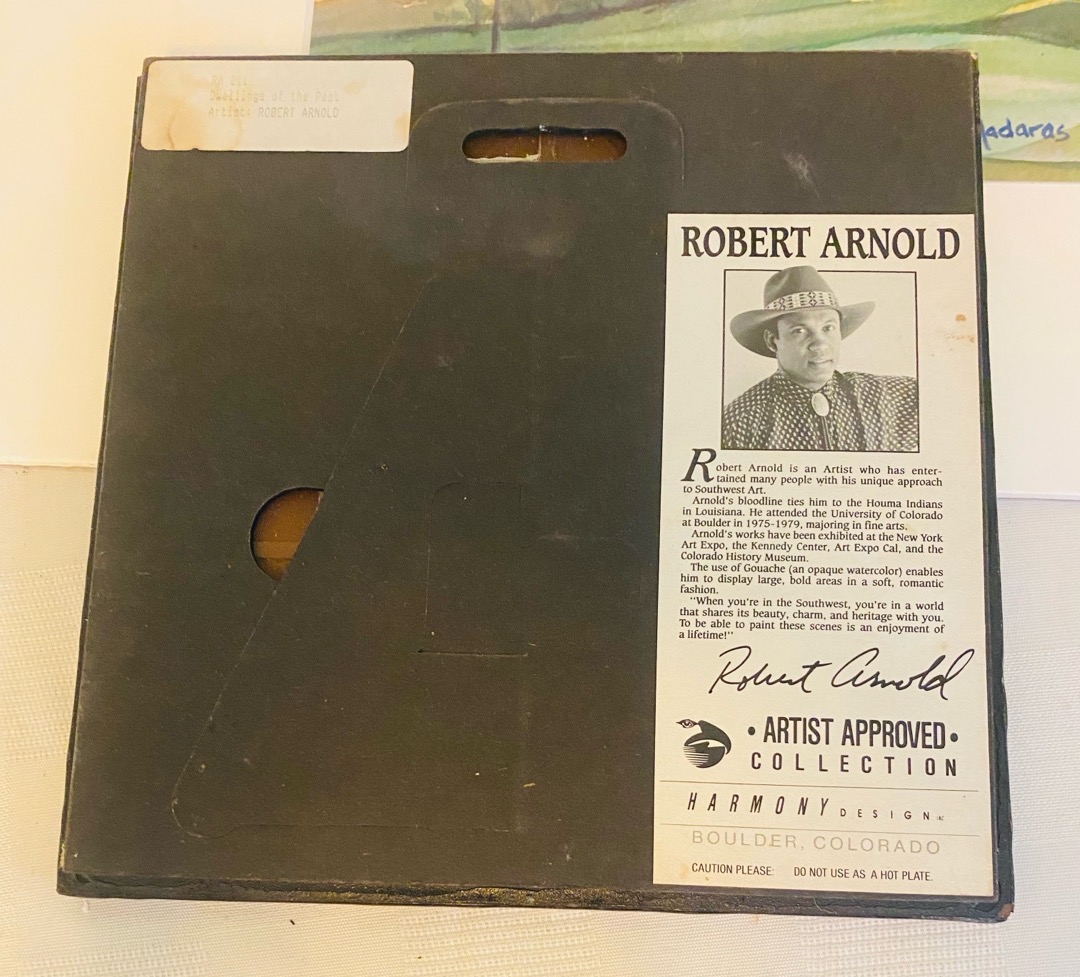 RA 201
Dwellings of the Past
Artist: ROBERT ARNOLD
adaras
ROBERT ARNOLD
Robert Arnold is an Artist who has enter-
tained many people with his unique approach
to Southwest Art.
Arnold's bloodline ties him to the Houma Indians
in Louisiana. He attended the University of Colorado
at Boulder in 1975-1979, majoring in fine arts.
Arnold's works have been exhibited at the New York
Art Expo, the Kennedy Center, Art Expo Cal, and the
Colorado History Museum.
The use of Gouache (an opaque watercolor) enables
him to display large, bold areas in a soft, romantic
fashion.
"When you're in the Southwest, you're in a world
that shares its beauty, charm, and heritage with you.
To be able to paint these scenes is an enjoyment of
a lifetime!"
Robert Arnold
• ARTIST APPROVED •
COLLECTION
HARMONY DESIGN INC
BOULDER, COLORADO
CAUTION PLEASE: DO NOT USE AS A HOT PLATE.